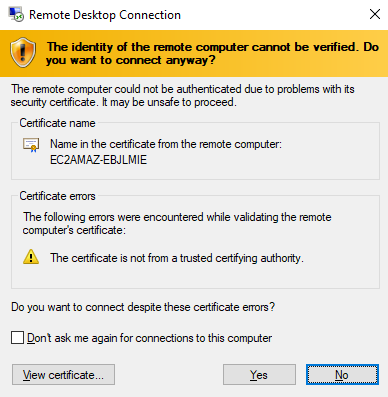 Remote Desktop Connection
The identity of the remote computer cannot be verified. Do
you want to connect anyway?
The remote computer could not be authenticated due to problems with its
security certificate. It may be unsafe to proceed.
Certificate name
Name in the certificate from the remote computer:
EC2AMAZ-EBJLMIE
Certificate errors
The following errors were encountered while validating the remote
computer's certificate:
The certificate is not from a trusted certifying authority.
Do you want to connect despite these certificate errors?
Don't ask me again for connections to this computer
View certificate...
Yes
No